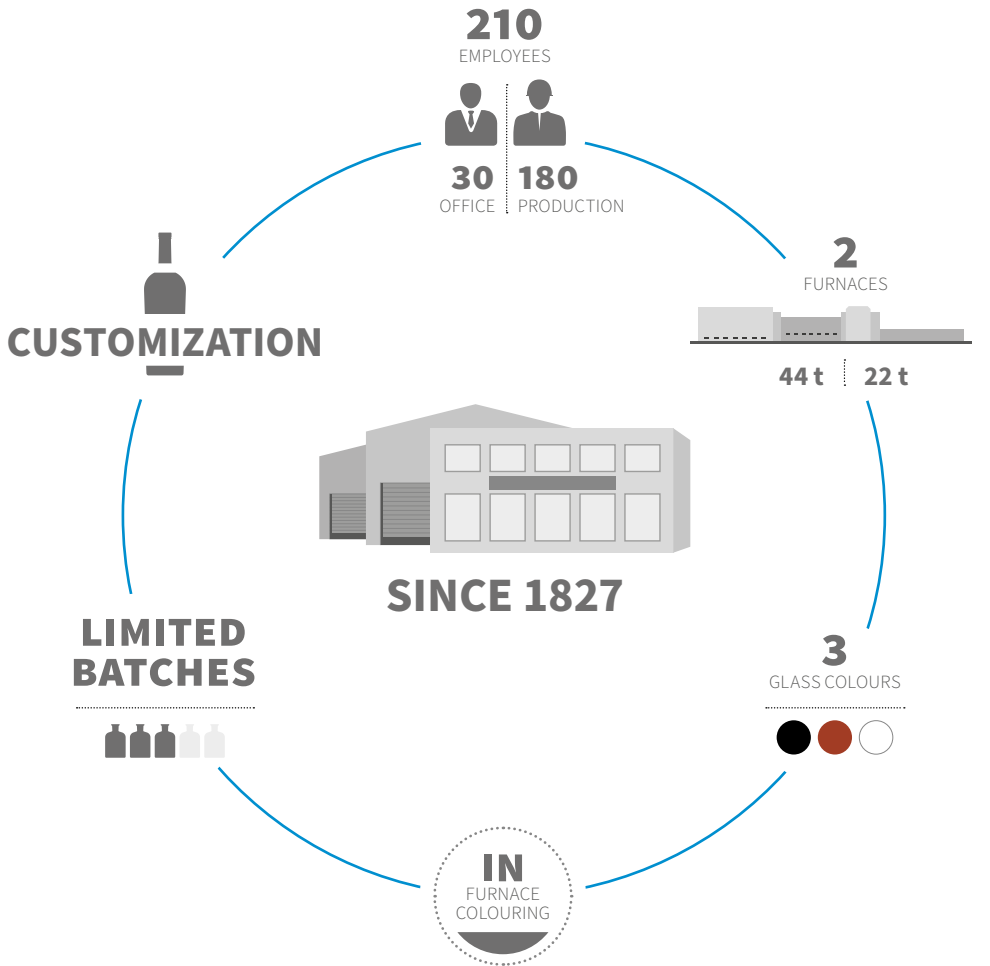 210
EMPLOYEES
30
OFFICE
180
PRODUCTION
2
FURNACES
44 t
22 t
3
GLASS COLOURS
IN
FURNACE
COLOURING
LIMITED
BATCHES
CUSTOMIZATION
SINCE 1827